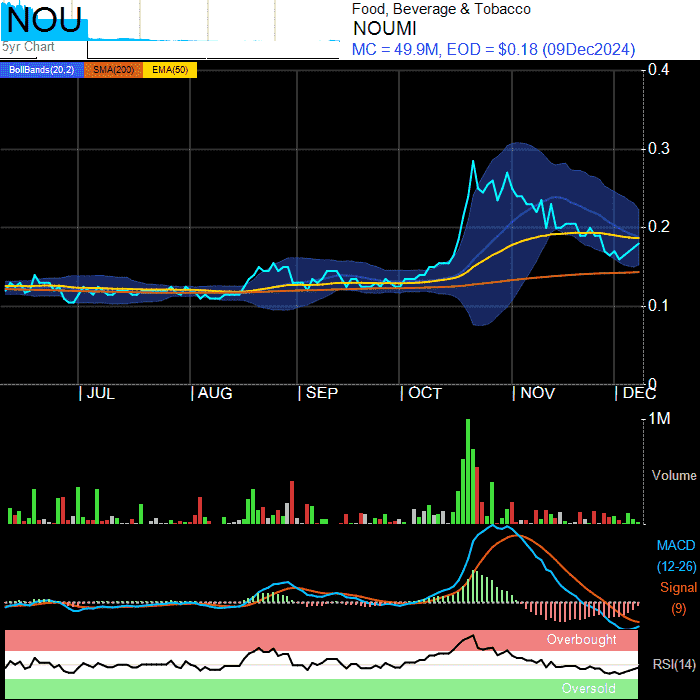 NOU
5yr Chart
Food, Beverage & Tobacco
NOUMI
MC = 49.9M, EOD = $0.18 (09Dec2024)
BollBands(20,2) SMA(200) EMA(50)
0.4
0.3
0.2
0.1
0
JUL AUG SEP OCT NOV DEC
1M
Volume
MACD
(12-26)
Signal
(9)
Overbought
RSI(14)
Oversold